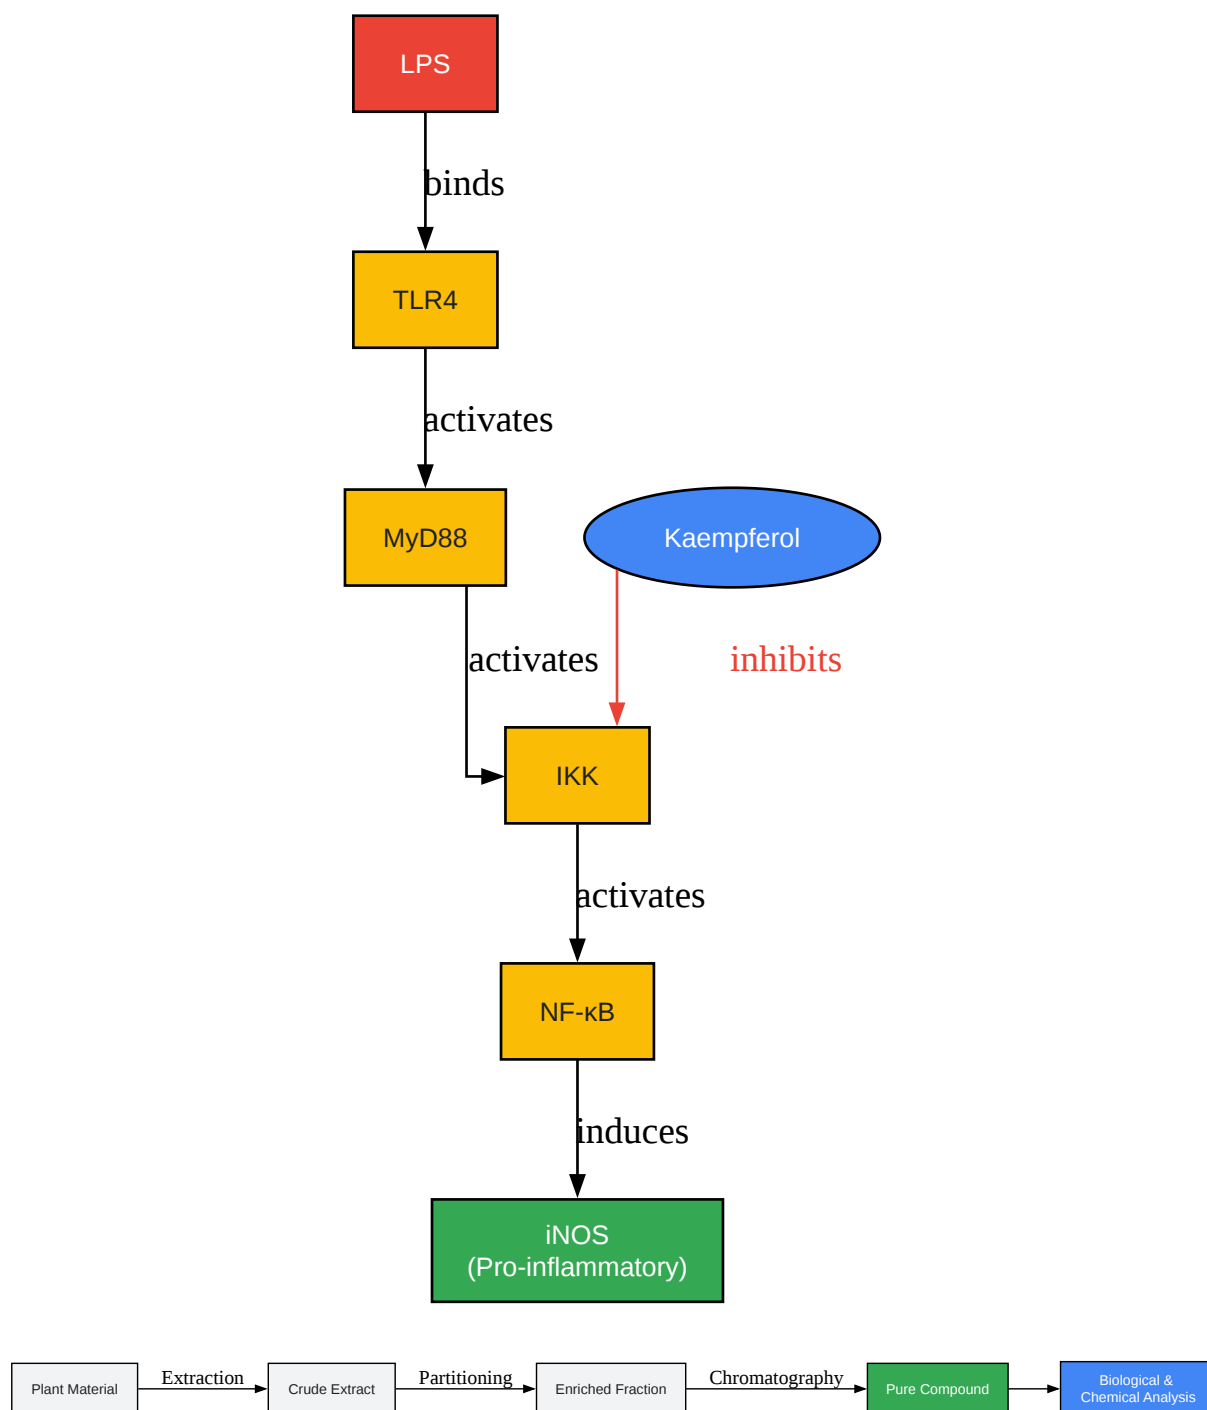 LPS
binds
TLR4
activates
MyD88
Kaempferol
activates
inhibits
IKK
activates
NF-κB
induces
iNOS
(Pro-inflammatory)
Plant Material
Extraction
Crude Extract
Partitioning
Enriched Fraction
Chromatography
Pure Compound
Biological &
Chemical Analysis